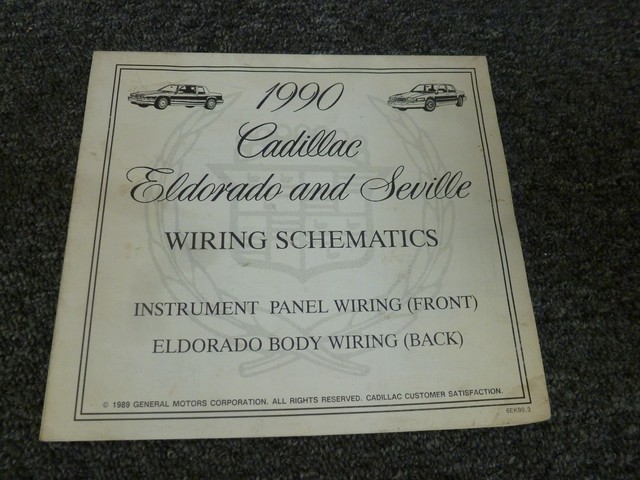 1990
Cadillac
Eldorado and Seville
WIRING SCHEMATICS
INSTRUMENT PANEL WIRING (FRONT)
ELDORADO BODY WIRING (BACK)
© 1989 GENERAL MOTORS CORPORATION. ALL RIGHTS RESERVED. CADILLAC CUSTOMER SATISFACTION.